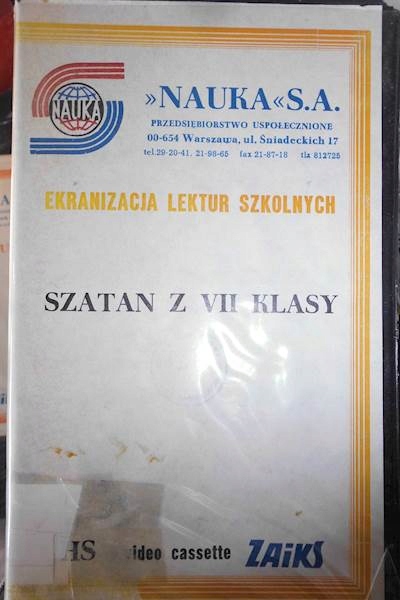 NAUKA
»NAUKA« S.A.
PRZEDSIĘBIORSTWO USPOŁECZNIONE
00-654 Warszawa, ul. Śniadeckich 17
tel. 29-20-41, 21-98-65 fax 21-87-18 tlx 812725
EKRANIZACJA LEKTUR SZKOLNYCH
SZATAN Z VII KLASY
HS video cassette ZAiKS